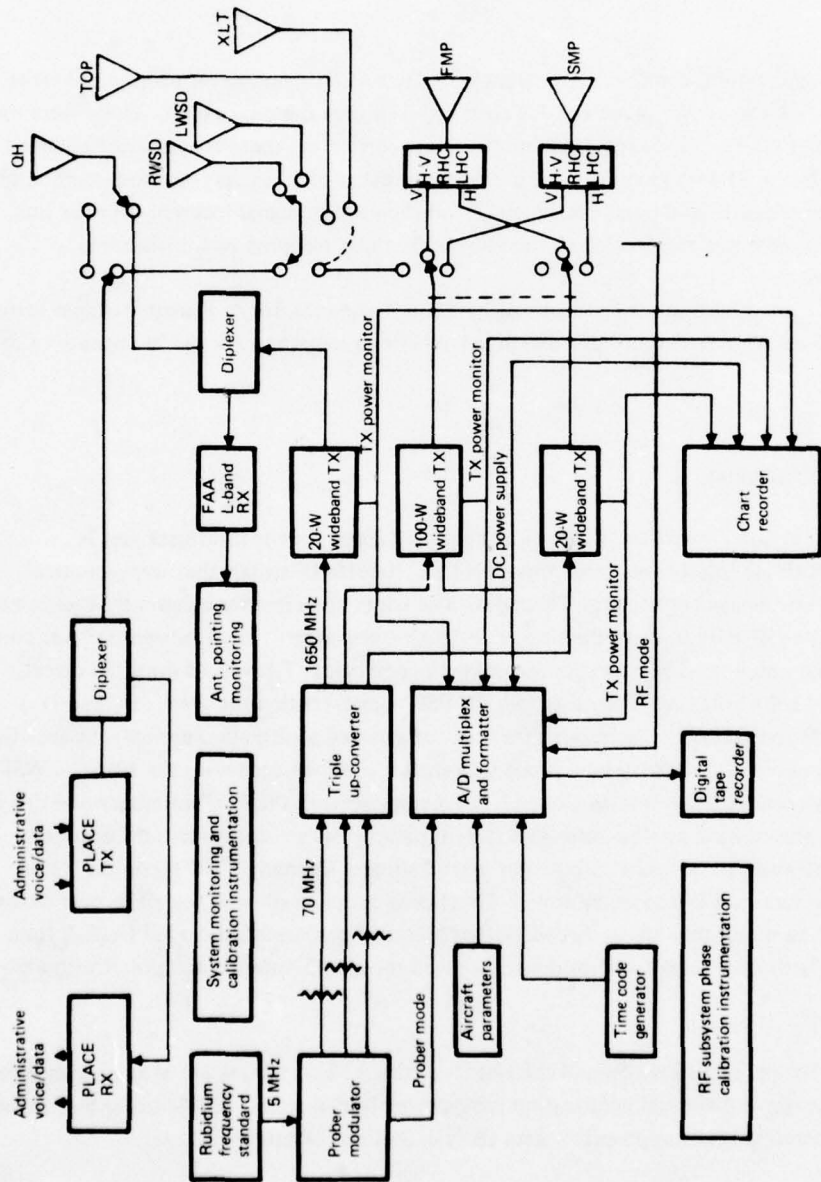 Administrative
voice/data
Administrative
voice/data
PLACE
RX
PLACE
TX
Diplexer
QH
TOP
RWSD
LWSD
XLT
System monitoring and
calibration instrumentation
Ant. pointing
monitoring
FAA
L-band
RX
Diplexer
Rubidium
frequency
standard
5 MHz
Prober
modulator
70 MHz
Triple
up-converter
1650 MHz
20-W
wideband TX
TX power monitor
100-W
wideband TX
TX power monitor
DC power supply
20-W
wideband TX
TX power monitor
RF mode
V
H-V
RHC
LHC
H
FMP
V
H-V
RHC
LHC
H
SMP
Prober mode
Aircraft
parameters
A/D multiplex
and formatter
Time code
generator
Digital
tape
recorder
Chart
recorder
RF subsystem phase
calibration instrumentation